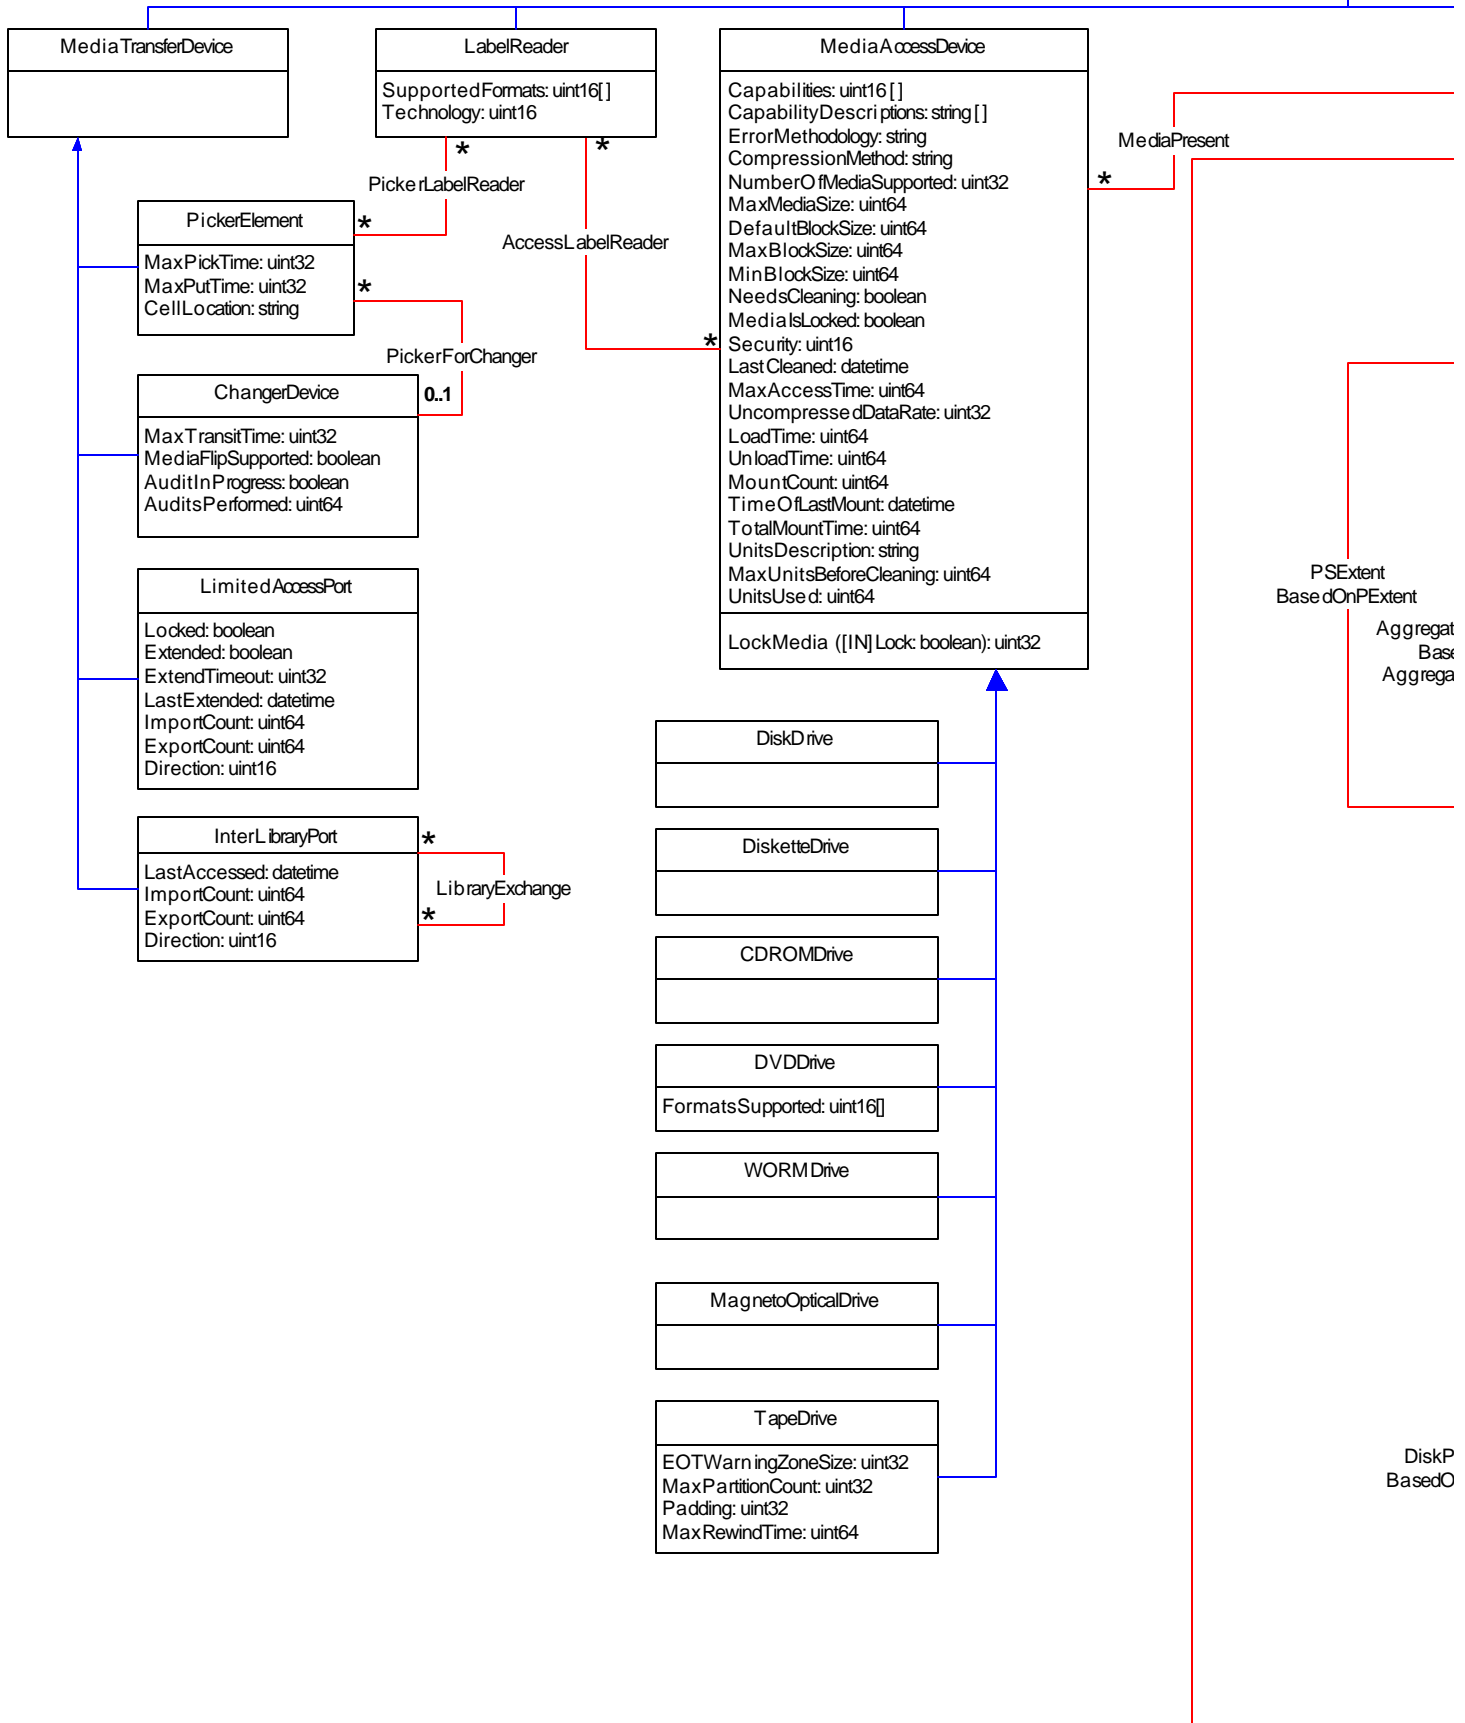 MediaTransferDevice
LabelReader
SupportedFormats: uint16[ ]
Technology: uint16
MediaAccessDevice
Capabilities: uint16 [ ]
CapabilityDescriptions: string [ ]
ErrorMethodology: string
CompressionMethod: string
NumberOfMediaSupported: uint32
MaxMediaSize: uint64
DefaultBlockSize: uint64
MaxBlockSize: uint64
MinBlockSize: uint64
NeedsCleaning: boolean
MediaIsLocked: boolean
Security: uint16
LastCleaned: datetime
MaxAccessTime: uint64
UncompressedDataRate: uint32
LoadTime: uint64
UnloadTime: uint64
MountCount: uint64
TimeOfLastMount: datetime
TotalMountTime: uint64
UnitsDescription: string
MaxUnitsBeforeCleaning: uint64
UnitsUsed: uint64
LockMedia ([IN] Lock: boolean): uint32
*
*
PickerLabelReader
*
AccessLabelReader
*
MediaPresent
*
PickerElement
MaxPickTime: uint32
MaxPutTime: uint32
CellLocation: string
*
PickerForChanger
0..1
ChangerDevice
MaxTransitTime: uint32
MediaFlipSupported: boolean
AuditInProgress: boolean
AuditsPerformed: uint64
LimitedAccessPort
Locked: boolean
Extended: boolean
ExtendTimeout: uint32
LastExtended: datetime
ImportCount: uint64
ExportCount: uint64
Direction: uint16
InterLibraryPort
LastAccessed: datetime
ImportCount: uint64
ExportCount: uint64
Direction: uint16
*
LibraryExchange
*
DiskDrive
DisketteDrive
CDROMDrive
DVDDrive
FormatsSupported: uint16[]
WORMDrive
MagnetoOpticalDrive
TapeDrive
EOTWarningZoneSize: uint32
MaxPartitionCount: uint32
Padding: uint32
MaxRewindTime: uint64
PSExtent
BasedOnPExtent
Aggregat
Base
Aggrega
DiskP
BasedO